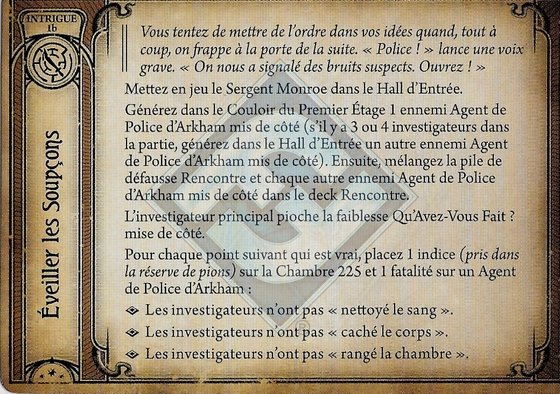 INTRIGUE
1b
Éveiller les Soupçons
Vous tentez de mettre de l'ordre dans vos idées quand, tout à
coup, on frappe à la porte de la suite. « Police ! » lance une voix
grave. « On nous a signalé des bruits suspects. Ouvrez ! »
Mettez en jeu le Sergent Monroe dans le Hall d'Entrée.
Générez dans le Couloir du Premier Étage 1 ennemi Agent de
Police d'Arkham mis de côté (s'il y a 3 ou 4 investigateurs dans
la partie, générez dans le Hall d'Entrée un autre ennemi Agent
de Police d'Arkham mis de côté). Ensuite, mélangez la pile de
défausse Rencontre et chaque autre ennemi Agent de Police
d'Arkham mis de côté dans le deck Rencontre.
L'investigateur principal pioche la faiblesse Qu'Avez-Vous Fait ?
mise de côté.
Pour chaque point suivant qui est vrai, placez 1 indice (pris dans
la réserve de pions) sur la Chambre 225 et 1 fatalité sur un Agent
de Police d'Arkham :
Les investigateurs n'ont pas « nettoyé le sang ».
Les investigateurs n'ont pas « caché le corps ».
Les investigateurs n'ont pas « rangé la chambre ».